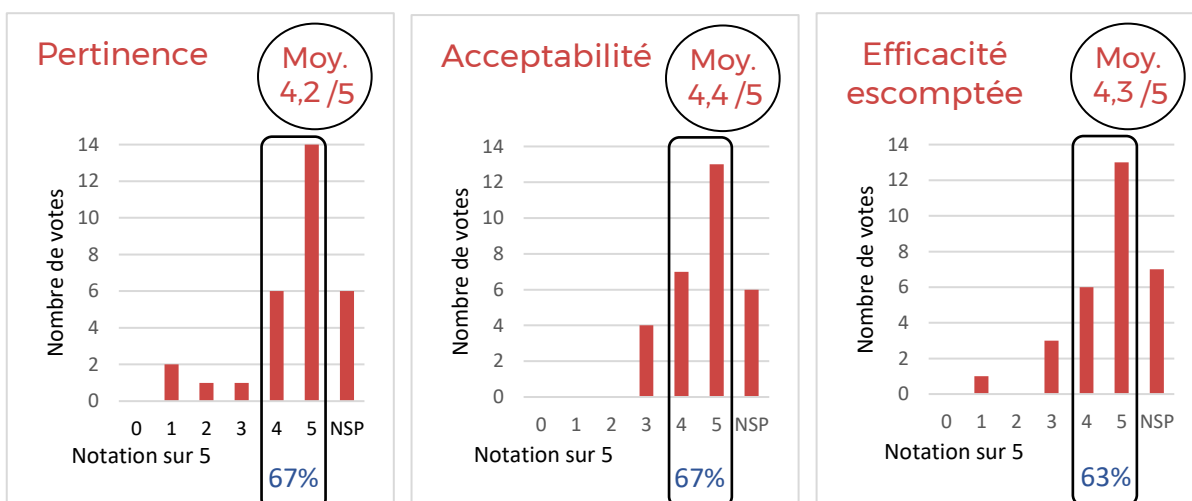 Pertinence
Moy.
4,2 /5
Nombre de votes
14
12
10
8
6
4
2
0
0 1 2 3 4 5 NSP
Notation sur 5
67%
Acceptabilité
Moy.
4,4 /5
Nombre de votes
14
12
10
8
6
4
2
0
0 1 2 3 4 5 NSP
Notation sur 5
67%
Efficacité
escomptée
Moy.
4,3 /5
Nombre de votes
14
12
10
8
6
4
2
0
0 1 2 3 4 5 NSP
Notation sur 5
63%